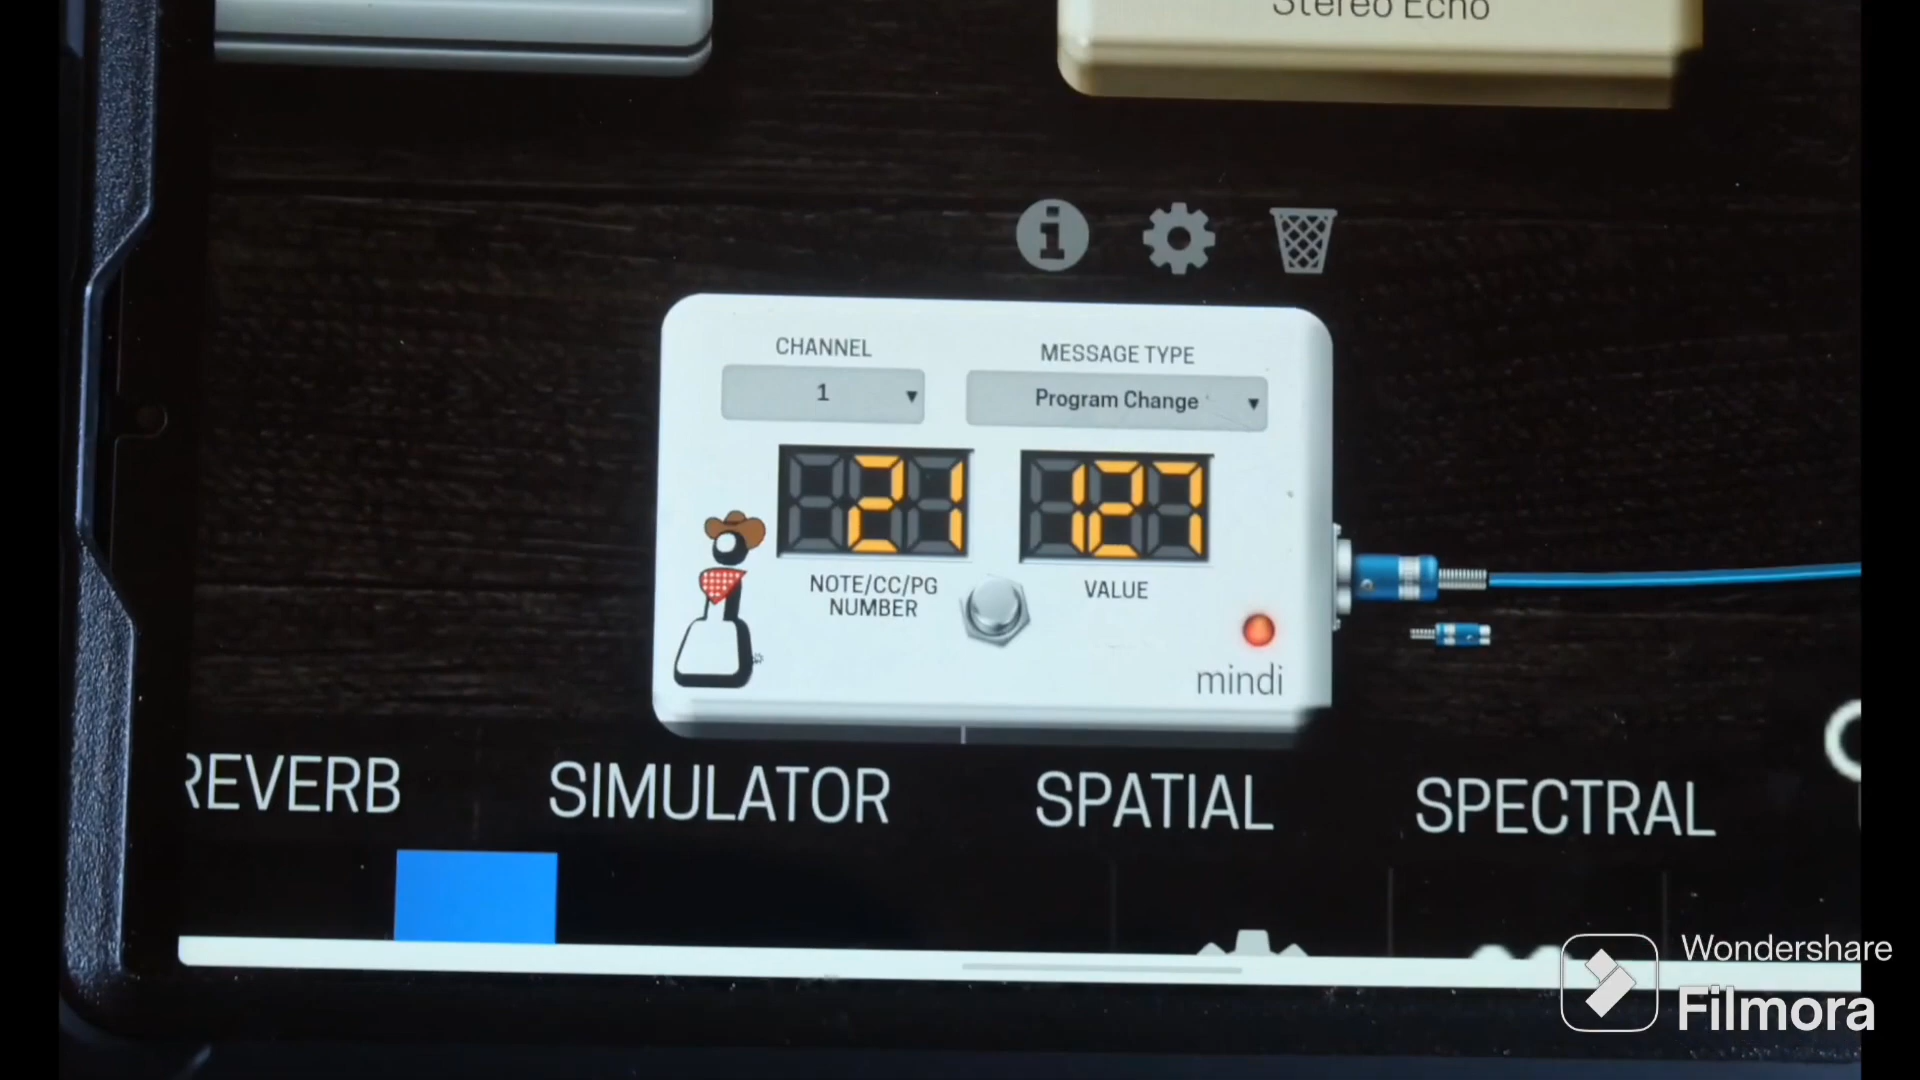 Stereo Echo
CHANNEL
MESSAGE TYPE
1
Program Change
21
127
NOTE/CC/PG
NUMBER
VALUE
mindi
REVERB
SIMULATOR
SPATIAL
SPECTRAL
Wondershare
Filmora